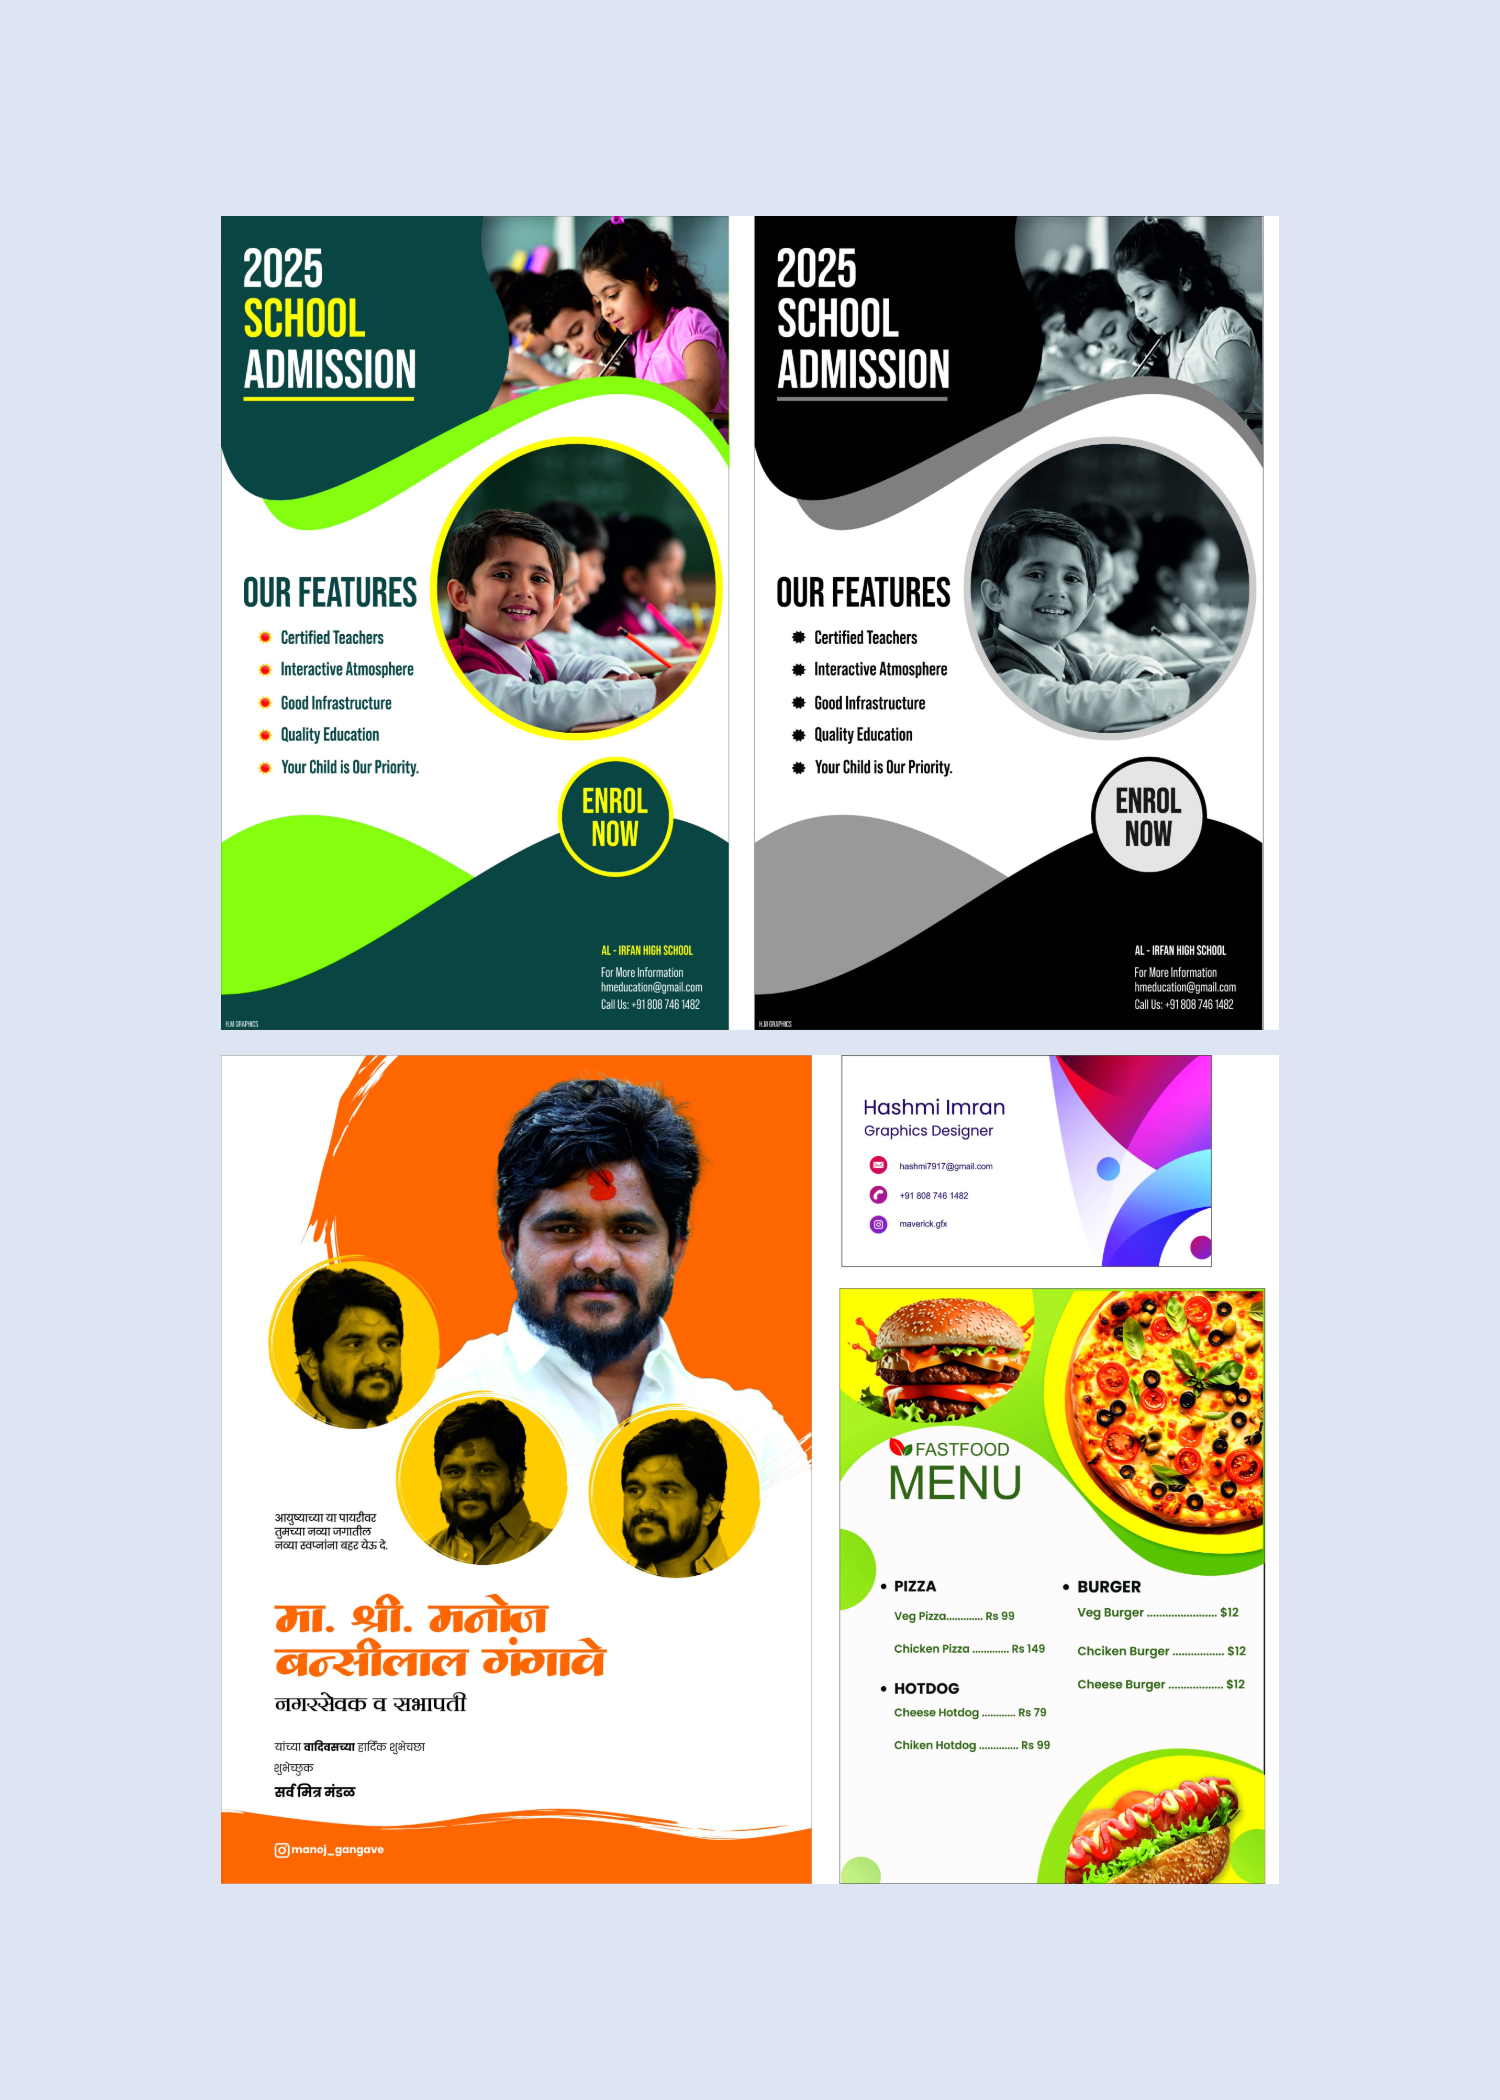 2025
SCHOOL
ADMISSION
OUR FEATURES
Certified Teachers
Interactive Atmosphere
Good Infrastructure
Quality Education
Your Child is Our Priority.
ENROL
NOW
AL - IRFAN HIGH SCHOOL
For More Information
hmeducation@gmail.com
Call Us: +91 808 746 1482
H.M GRAPHICS
2025
SCHOOL
ADMISSION
OUR FEATURES
Certified Teachers
Interactive Atmosphere
Good Infrastructure
Quality Education
Your Child is Our Priority.
ENROL
NOW
AL - IRFAN HIGH SCHOOL
For More Information
hmeducation@gmail.com
Call Us: +91 808 746 1482
H.M GRAPHICS
आयुष्याच्या या पायरीवर
तुमच्या नव्या जगातील
नव्या स्वप्नांना बहर येऊ दे.
मा. श्री. मनोज
बन्सीलाल गंगावे
नगरसेवक व सभापती
यांच्या वादिवसच्या हार्दिक शुभेचछा
शुभेच्छुक
सर्व मित्र मंडळ
manoj_gangave
Hashmi Imran
Graphics Designer
hashmi7917@gmail.com
+91 808 746 1482
maverick.gfx
FASTFOOD
MENU
• PIZZA
Veg Pizza............. Rs 99
Chicken Pizza ............. Rs 149
• HOTDOG
Cheese Hotdog ............ Rs 79
Chiken Hotdog .............. Rs 99
• BURGER
Veg Burger ......................... $12
Chciken Burger .................. $12
Cheese Burger ................... $12